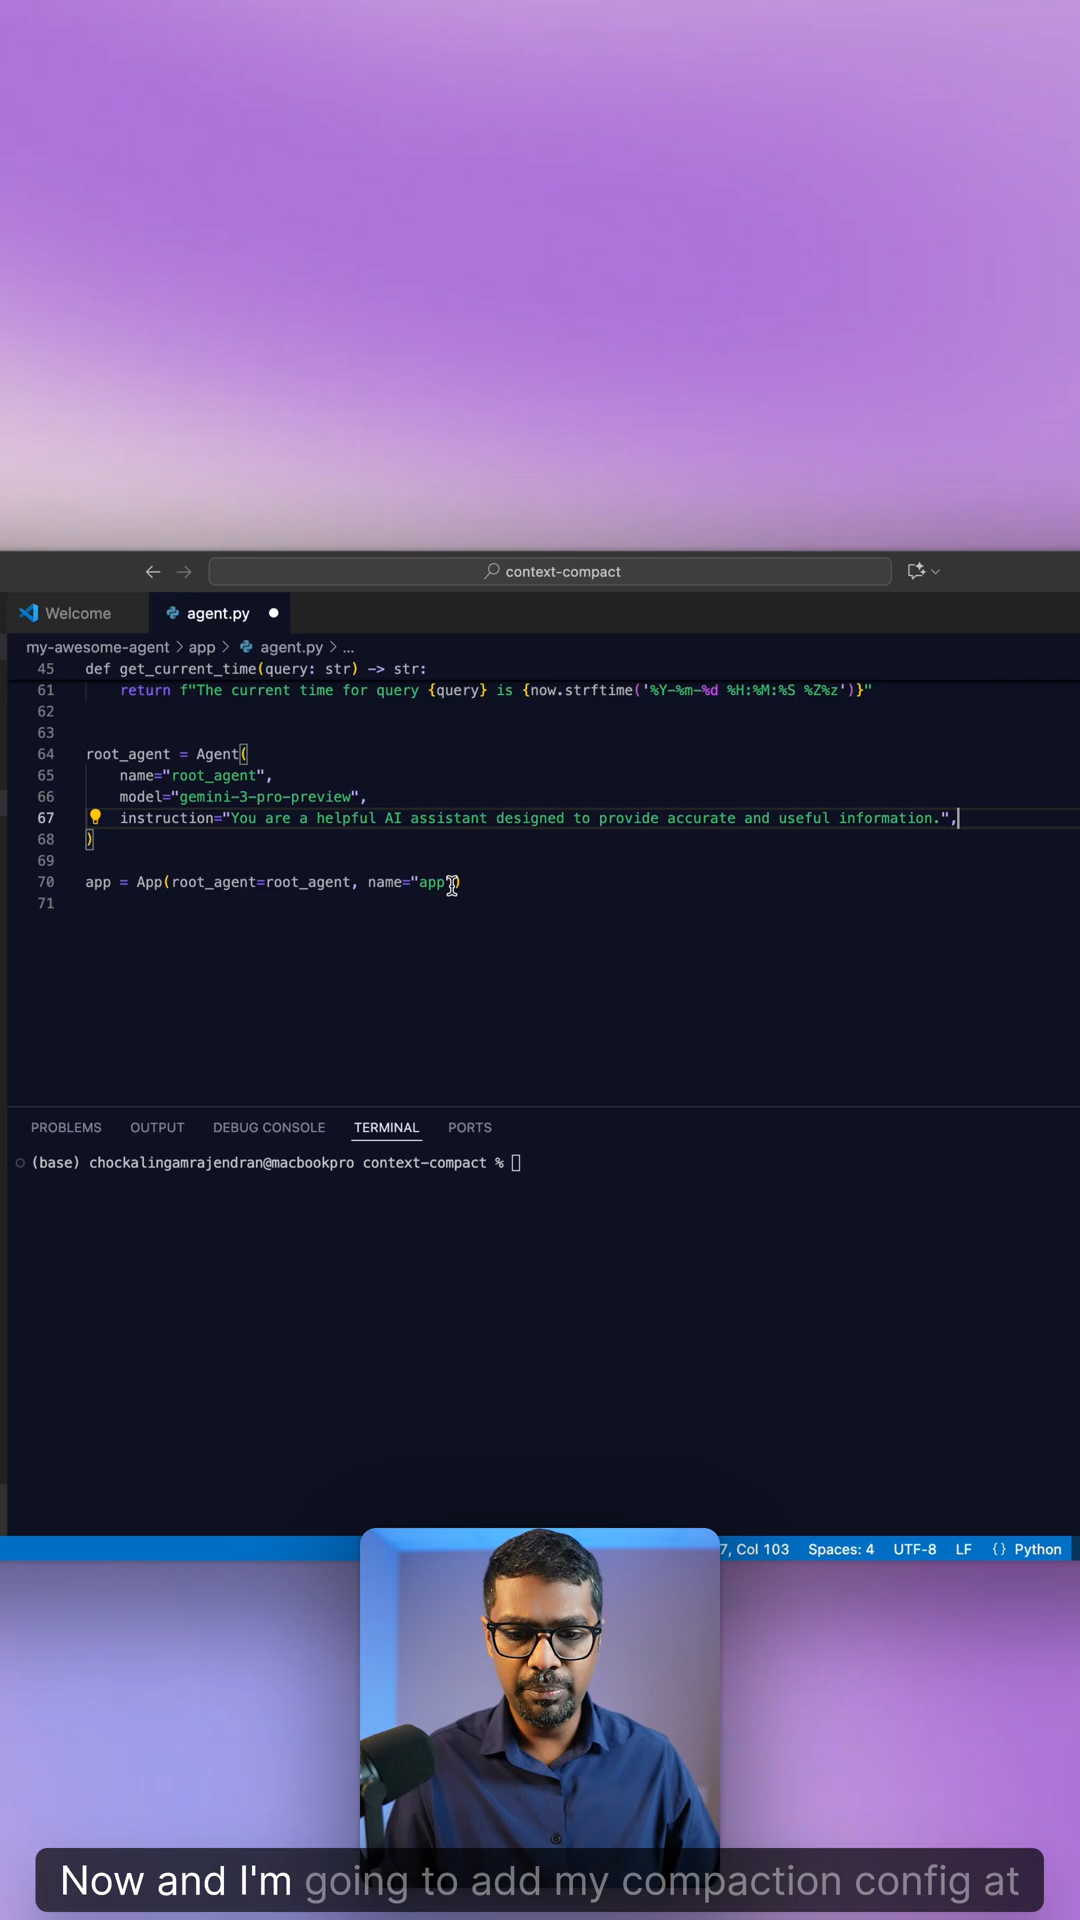 context-compact
Welcome
agent.py
my-awesome-agent > app > agent.py > ...
45 def get_current_time(query: str) -> str:
61 return f"The current time for query {query} is {now.strftime('%Y-%m-%d %H:%M:%S %Z%z')}"
62
63
64 root_agent = Agent(
65 name="root_agent",
66 model="gemini-3-pro-preview",
67 instruction="You are a helpful AI assistant designed to provide accurate and useful information.",
68 )
69
70 app = App(root_agent=root_agent, name="app")
71
PROBLEMS OUTPUT DEBUG CONSOLE TERMINAL PORTS
(base) chockalingamrajendran@macbookpro context-compact %
7, Col 103 Spaces: 4 UTF-8 LF {} Python
Now and I'm going to add my compaction config at